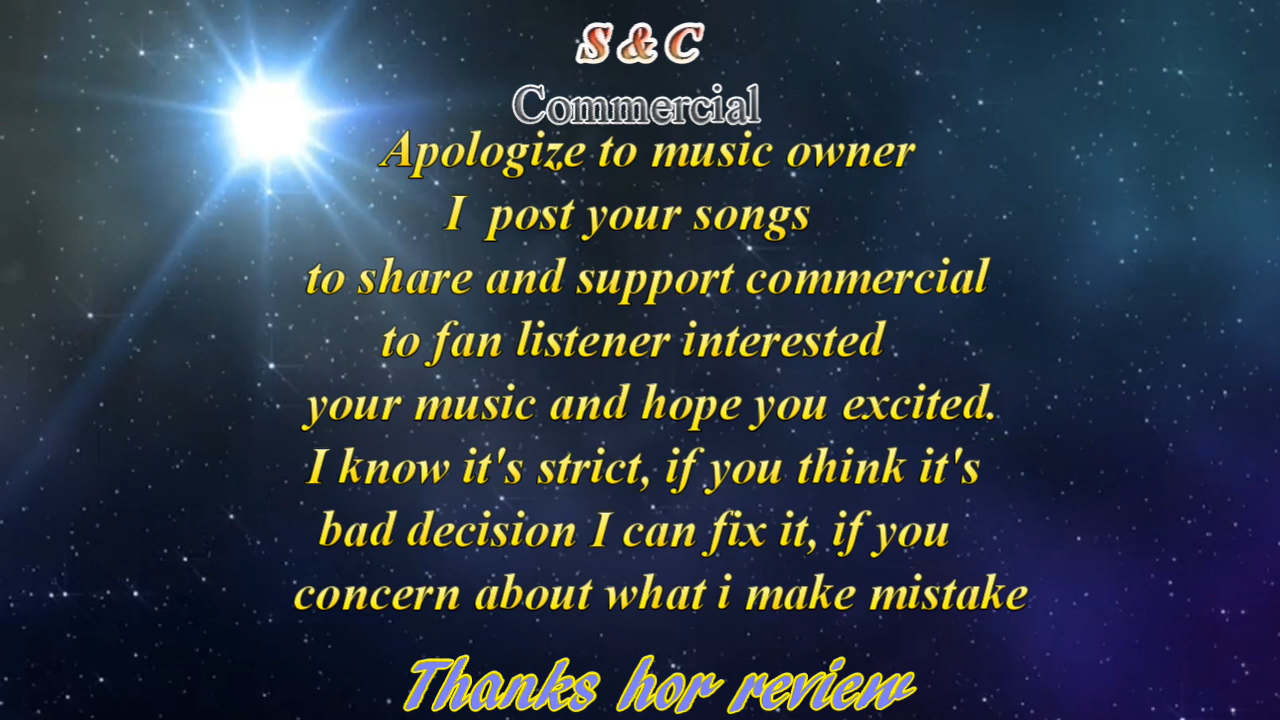 S & C
Commercial
Apologize to music owner
I post your songs
to share and support commercial
to fan listener interested
your music and hope you excited.
I know it's strict, if you think it's
bad decision I can fix it, if you
concern about what i make mistake
Thanks hor review